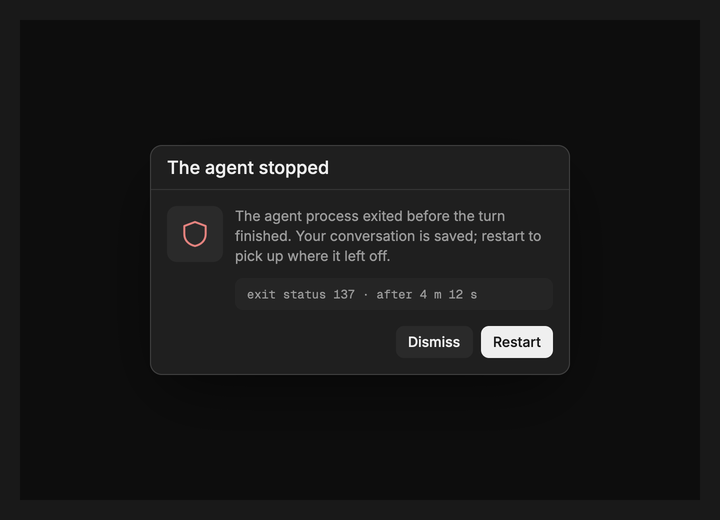 The agent stopped
The agent process exited before the turn
finished. Your conversation is saved; restart to
pick up where it left off.
exit status 137 · after 4 m 12 s
Dismiss
Restart